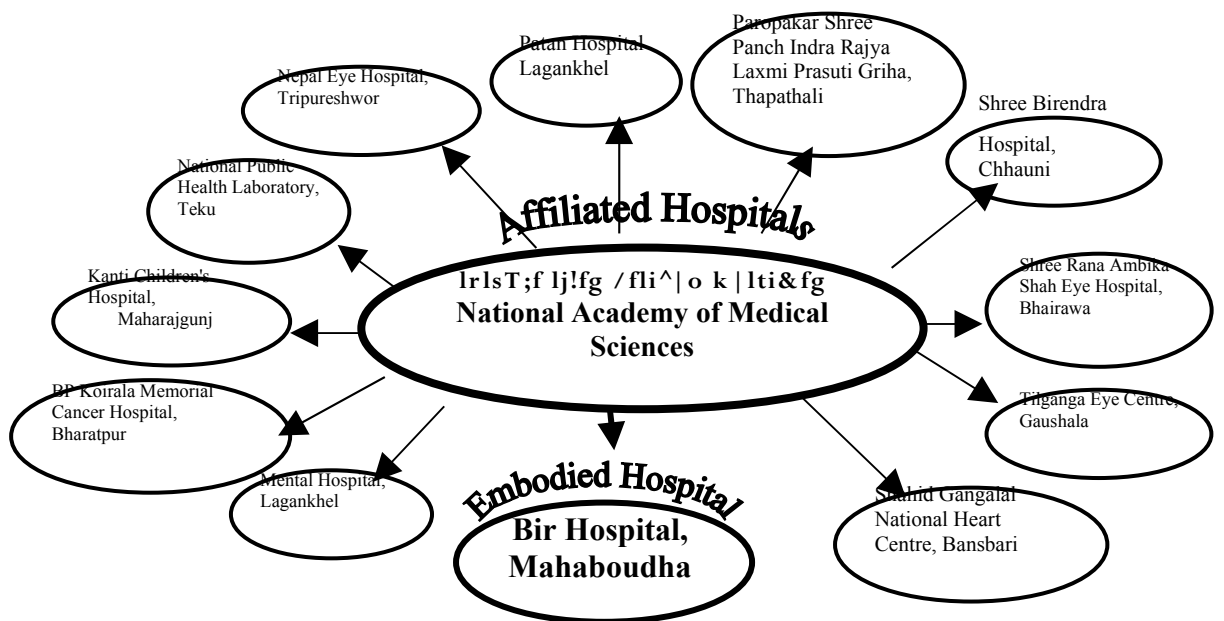 Paropakar Shree
Panch Indra Rajya
Laxmi Prasuti Griha,
Thapathali
Patan Hospital
Lagankhel
Nepal Eye Hospital,
Tripureshwor
Shree Birendra
Hospital,
Chhauni
National Public
Health Laboratory,
Teku
Affiliated Hospitals
Kanti Children's
Hospital,
Maharajgunj
lrlsT;f lj!fg /fli^|o k|lti&fg
National Academy of Medical
Sciences
Shree Rana Ambika
Shah Eye Hospital,
Bhairawa
BP Koirala Memorial
Cancer Hospital,
Bharatpur
Tilganga Eye Centre,
Gaushala
Mental Hospital,
Lagankhel
Embodied Hospital
Bir Hospital,
Mahaboudha
Shahid Gangalal
National Heart
Centre, Bansbari